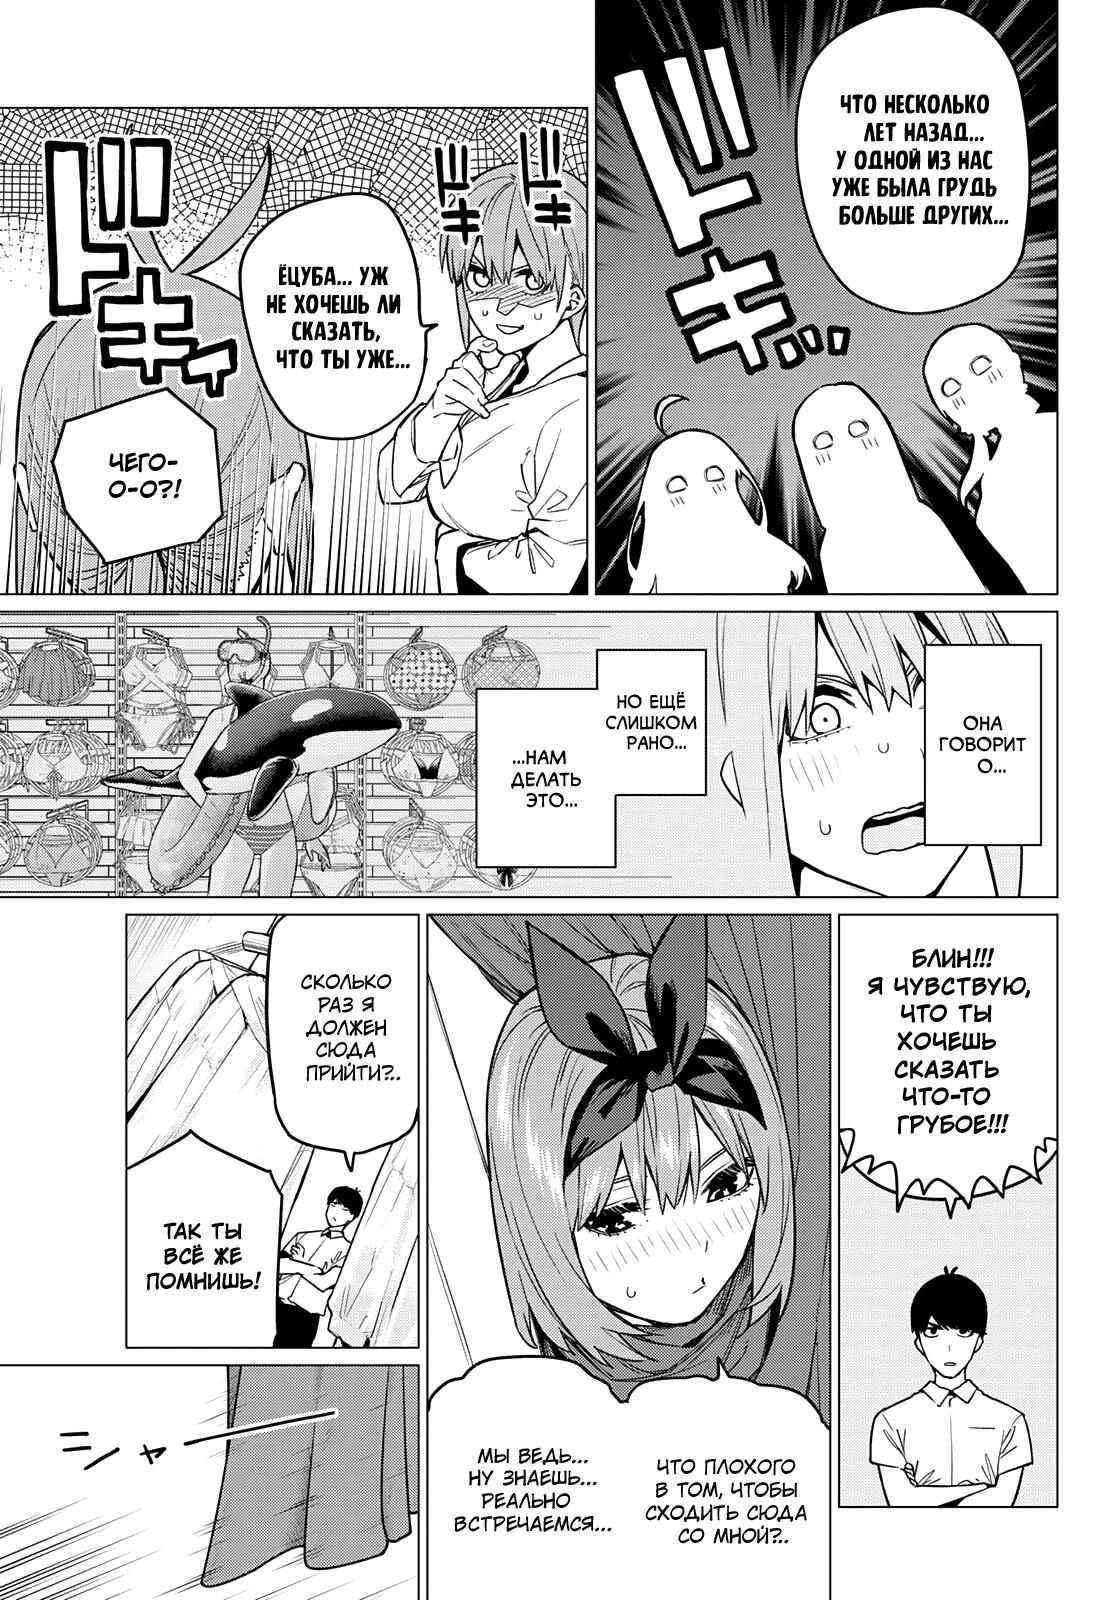 ЧТО НЕСКОЛЬКО
ЛЕТ НАЗАД...
У ОДНОЙ ИЗ НАС
УЖЕ БЫЛА ГРУДЬ
БОЛЬШЕ ДРУГИХ...
ドキ...
ドキ
ドキ
ЁЦУБА... УЖ
НЕ ХОЧЕШЬ ЛИ
СКАЗАТЬ,
ЧТО ТЫ УЖЕ...
ドキッ
ЧЕГО-
О-О?!
ОНА
ГОВОРИТ
О...
НО ЕЩЁ
СЛИШКОМ
РАНО...
...НАМ
ДЕЛАТЬ
ЭТО...
БЛИН!!!
Я ЧУВСТВУЮ,
ЧТО ТЫ
ХОЧЕШЬ
СКАЗАТЬ
ЧТО-ТО
ГРУБОЕ!!!
ЧТО ПЛОХОГО
В ТОМ, ЧТОБЫ
СХОДИТЬ СЮДА
СО МНОЙ?..
МЫ ВЕДЬ...
НУ ЗНАЕШЬ...
РЕАЛЬНО
ВСТРЕЧАЕМСЯ...
СКОЛЬКО
РАЗ Я
ДОЛЖЕН
СЮДА
ПРИЙТИ?..
ТАК ТЫ
ВСЁ ЖЕ
ПОМНИШЬ!
シャー